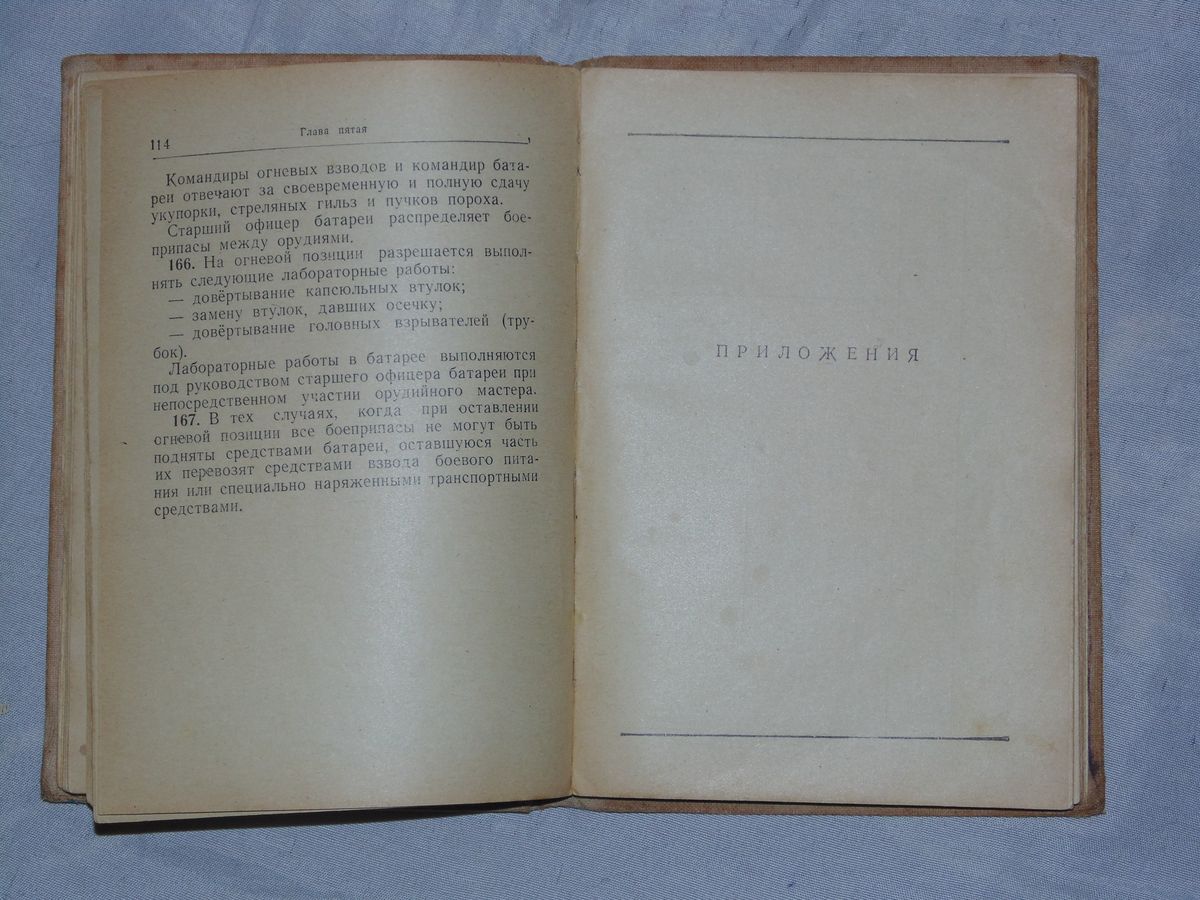 114
Глава пятая
Командиры огневых взводов и командир бата-
реи отвечают за своевременную и полную сдачу
укупорки, стреляных гильз и пучков пороха.
Старший офицер батареи распределяет бое-
припасы между орудиями.
166. На огневой позиции разрешается выпол-
нять следующие лабораторные работы:
— довёртывание капсюльных втулок;
— замену втулок, давших осечку;
— довёртывание головных взрывателей (тру-
бок).
Лабораторные работы в батарее выполняются
под руководством старшего офицера батареи при
непосредственном участии орудийного мастера.
167. В тех случаях, когда при оставлении
огневой позиции все боеприпасы не могут быть
подняты средствами батареи, оставшуюся часть
их перевозят средствами взвода боевого пита-
ния или специально наряженными транспортными
средствами.
ПРИЛОЖЕНИЯ